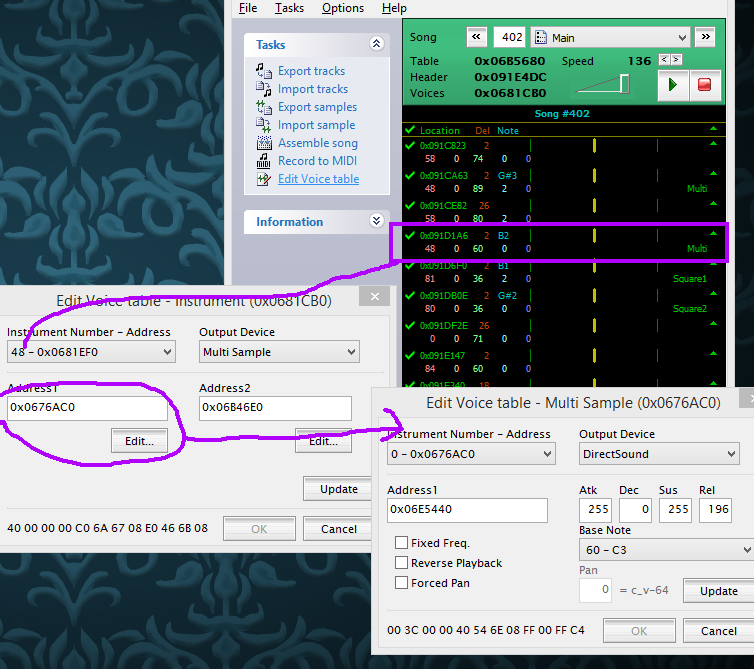 File Tasks Options Help
Tasks
Export tracks
Import tracks
Export samples
Import sample
Assemble song
Record to MIDI
Edit Voice table
Information
Song 402 Main
Table 0x06B5680 Speed 136
Header 0x091E4DC
Voices 0x0681CB0
Song #402
Location Del Note
0x091C823 2
58 0 74 0 0
0x091CA63 2 G#3
48 0 89 2 0 Multi
0x091CE82 26
58 0 80 2 0
0x091D1A6 2 B2
48 0 60 0 0 Multi
0x091D6F0 2 B1
81 0 36 2 0 Square1
0x091DB0E 2 G#2
80 0 36 0 0 Square2
0x091DF2E 26
0 0 71 0 0
0x091E147 2
84 0 60 0 0
0x091E340 18
Edit Voice table - Instrument (0x0681CB0)
Instrument Number - Address Output Device
48 - 0x0681EF0 Multi Sample
Address1 Address2
0x0676AC0 0x06B46E0
Edit... Edit...
Update
40 00 00 00 C0 6A 67 08 E0 46 6B 08 OK Cancel
Edit Voice table - Multi Sample (0x0676AC0)
Instrument Number - Address Output Device
0 - 0x0676AC0 DirectSound
Address1 Atk Dec Sus Rel
0x06E5440 255 0 255 196
Fixed Freq. Base Note
Reverse Playback 60 - C3
Forced Pan Pan
0 = c_v-64 Update
00 3C 00 00 40 54 6E 08 FF 00 FF C4 OK Cancel